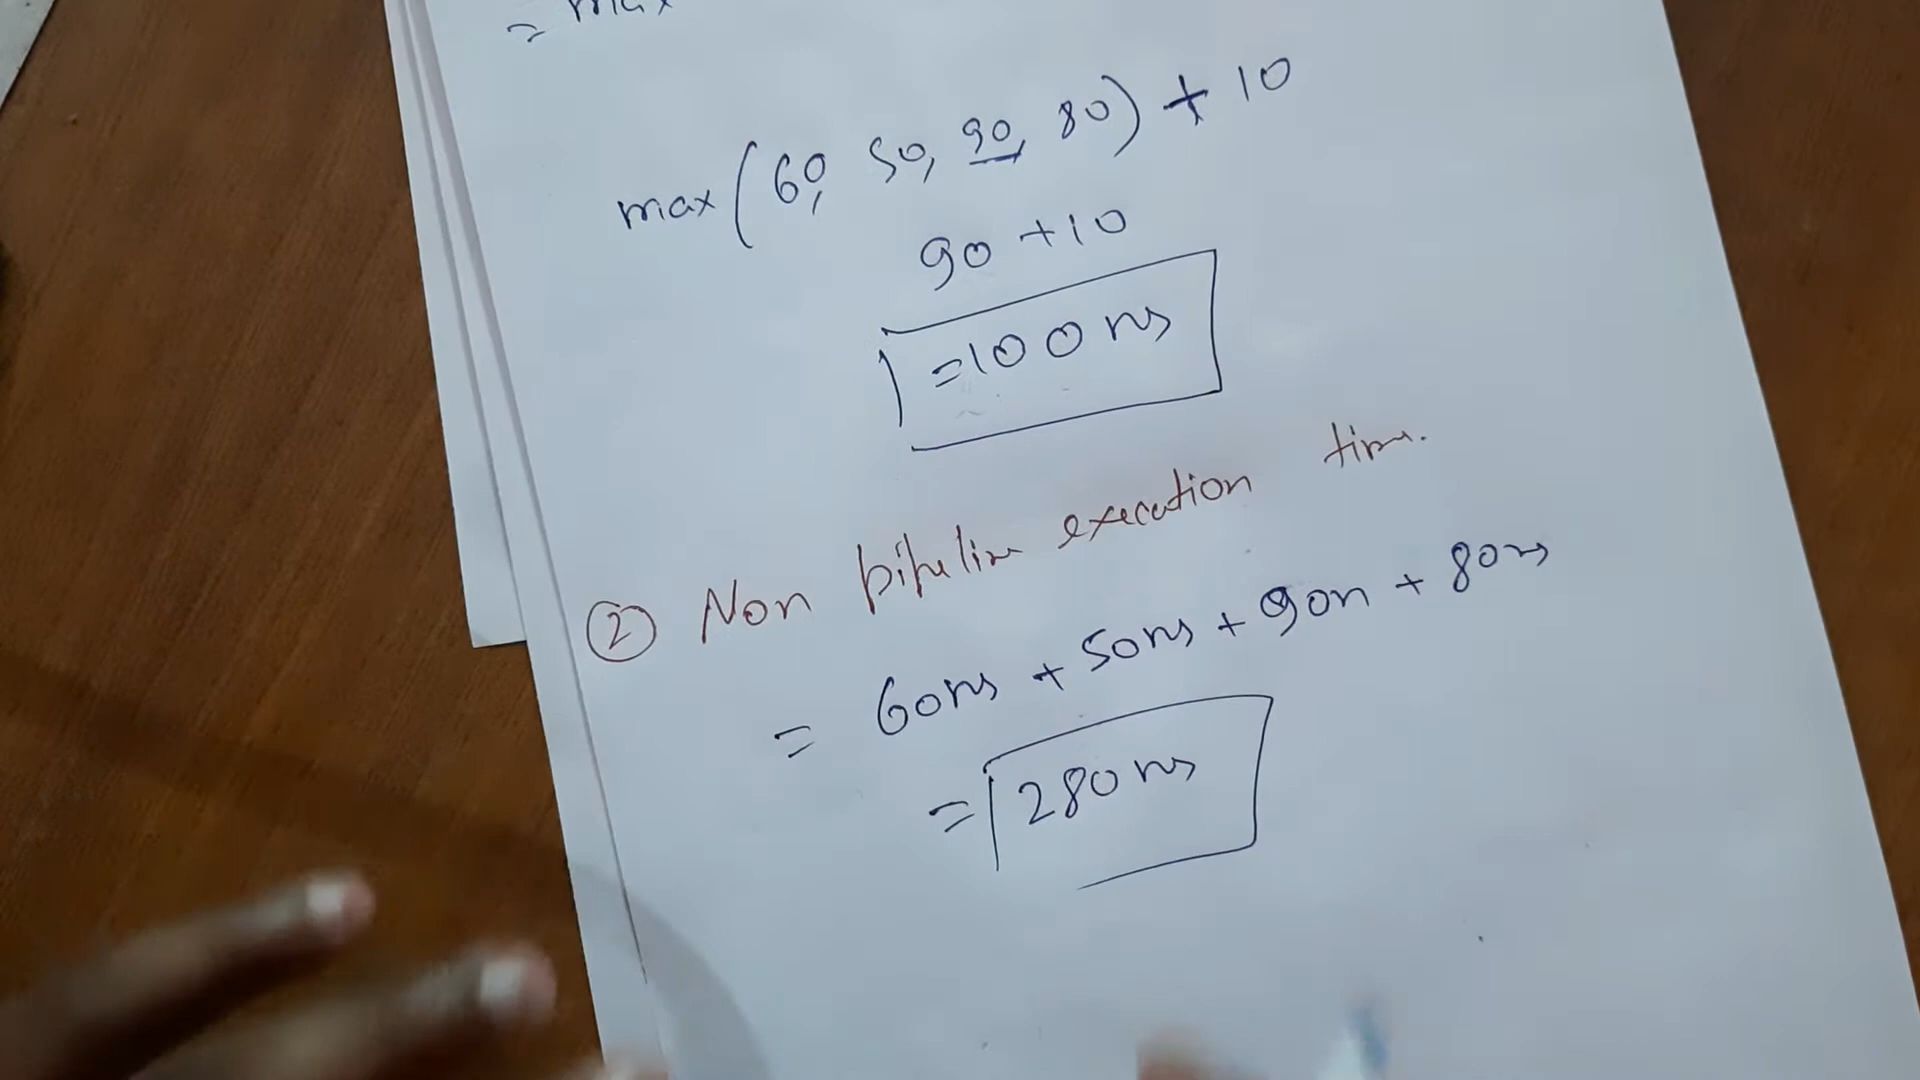 = max
max (60, 50, 90, 80) + 10
90 + 10
= 100 ns
② Non pipeline execution time.
= 60ns + 50ns + 90n + 80ns
= 280 ns